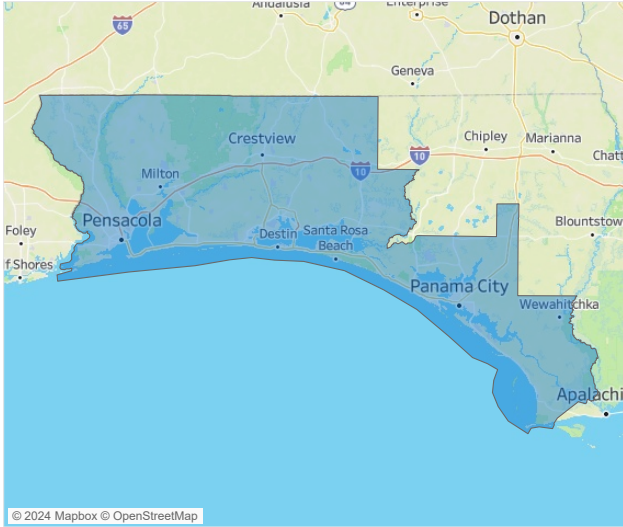 Andalusia
84
Enterprise
65
Dothan
Geneva
Crestview
10
Chipley
Marianna
10
Chatt
Milton
Pensacola
Foley
Destin
Santa Rosa
Beach
Blountstow
f Shores
Panama City
Wewahitchka
Apalachi
© 2024 Mapbox © OpenStreetMap